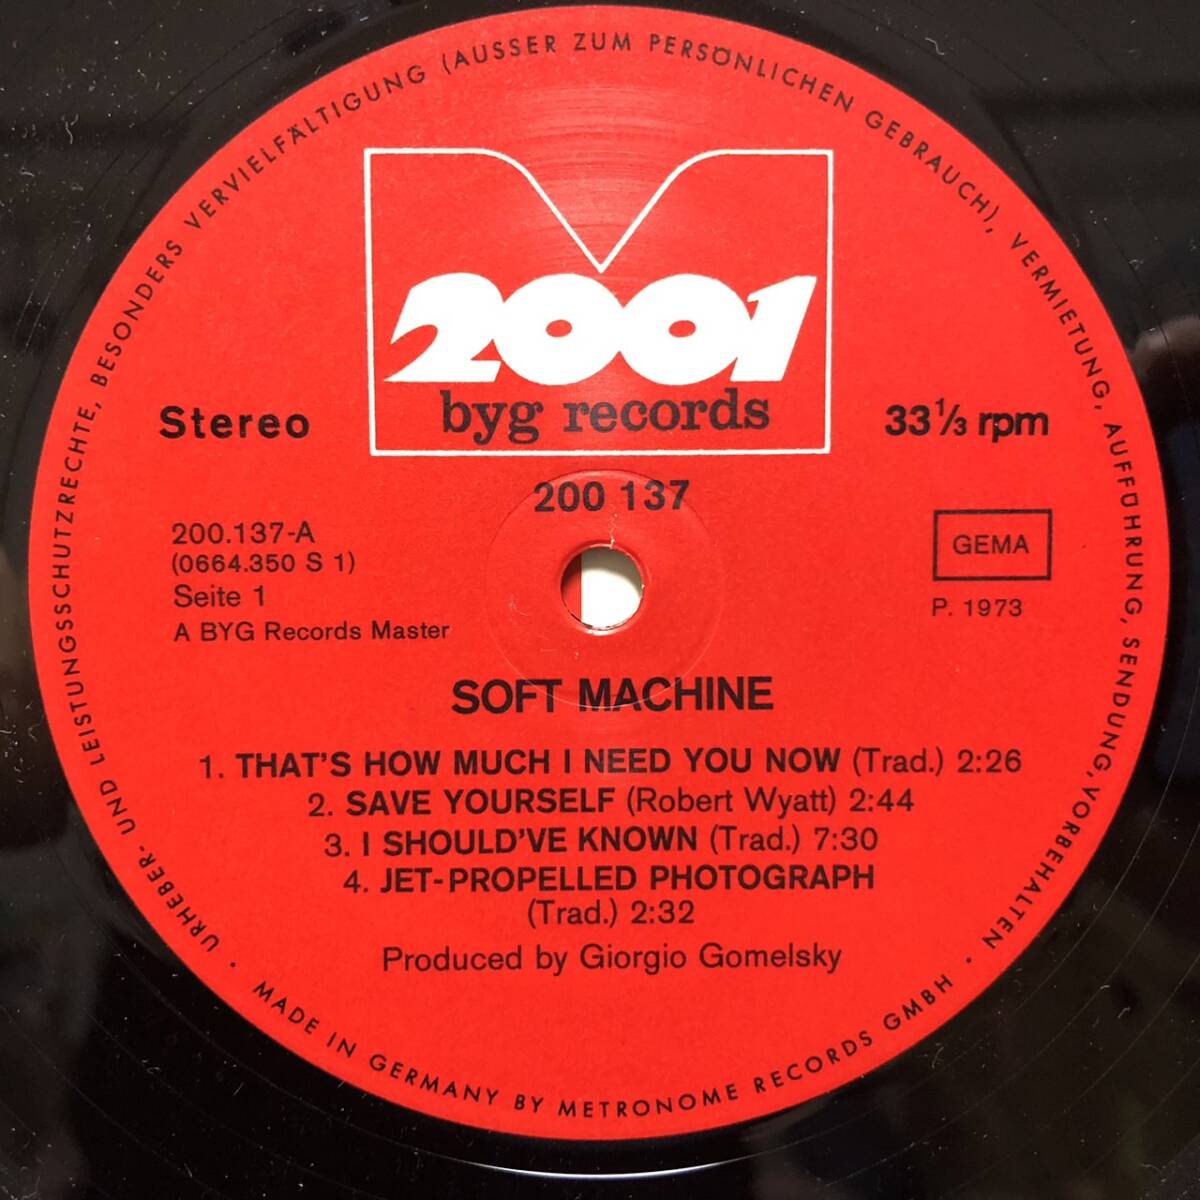 URHEBER- UND LEISTUNGSSCHUTZRECHTE, BESONDERS VERVIELFÄLTIGUNG (AUSSER ZUM PERSÖNLICHEN GEBRAUCH), VERMIETUNG, AUFFÜHRUNG, SENDUNG, VORBEHALTEN
2001
byg records
Stereo
33 1/3 rpm
200 137
200.137-A
(0664.350 S 1)
Seite 1
A BYG Records Master
GEMA
P. 1973
SOFT MACHINE
1. THAT'S HOW MUCH I NEED YOU NOW (Trad.) 2:26
2. SAVE YOURSELF (Robert Wyatt) 2:44
3. I SHOULD'VE KNOWN (Trad.) 7:30
4. JET-PROPELLED PHOTOGRAPH
(Trad.) 2:32
Produced by Giorgio Gomelsky
• MADE IN GERMANY BY METRONOME RECORDS GMBH •